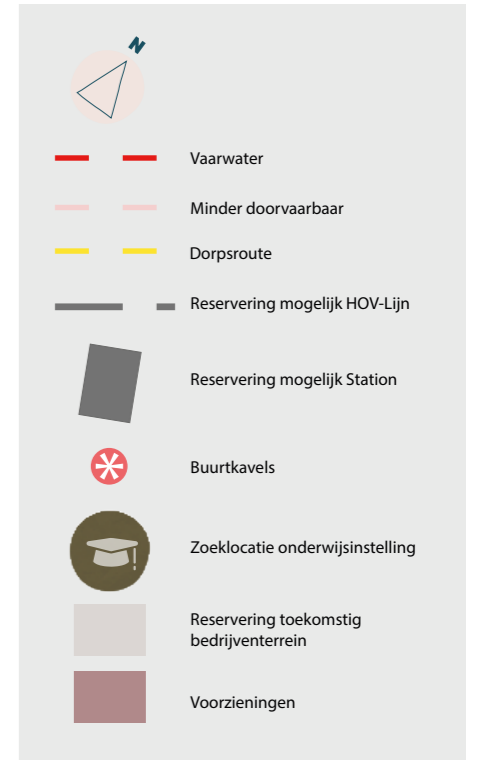 N
Vaarwater
Minder doorvaarbaar
Dorpsroute
Reservering mogelijk HOV-Lijn
Reservering mogelijk Station
Buurtkavels
Zoeklocatie onderwijsinstelling
Reservering toekomstig
bedrijventerrein
Voorzieningen